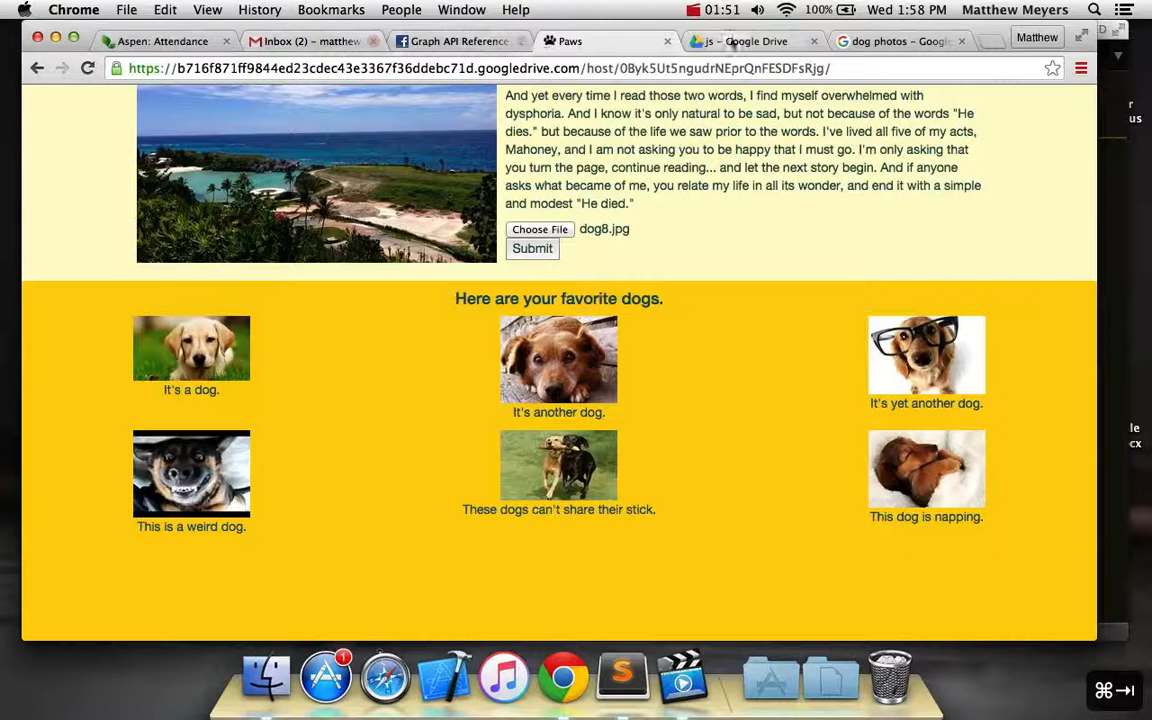 Chrome File Edit View History Bookmarks People Window Help 01:51 100% Wed 1:58 PM Matthew Meyers
Aspen: Attendance Inbox (2) – matthew Graph API Reference Paws js – Google Drive dog photos – Google Matthew
https://b716f871ff9844ed23cdec43e3367f36ddebc71d.googledrive.com/host/0Byk5Ut5ngudrNEprQnFESDFsRjg/
And yet every time I read those two words, I find myself overwhelmed with
dysphoria. And I know it's only natural to be sad, but not because of the words "He
dies." but because of the life we saw prior to the words. I've lived all five of my acts,
Mahoney, and I am not asking you to be happy that I must go. I'm only asking that
you turn the page, continue reading... and let the next story begin. And if anyone
asks what became of me, you relate my life in all its wonder, and end it with a simple
and modest "He died."
Choose File dog8.jpg
Submit
Here are your favorite dogs.
It's a dog.
It's another dog.
It's yet another dog.
This is a weird dog.
These dogs can't share their stick.
This dog is napping.
r
us
le
cx
1
⌘⇥